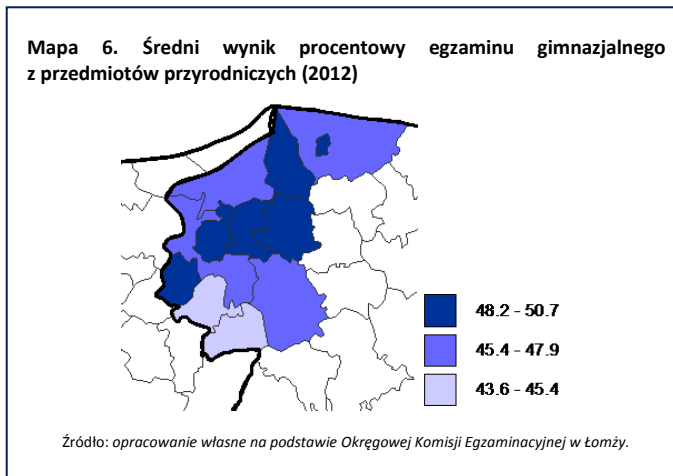 Mapa 6. Średni wynik procentowy egzaminu gimnazjalnego
z przedmiotów przyrodniczych (2012)
48.2 - 50.7
45.4 - 47.9
43.6 - 45.4
Źródło: opracowanie własne na podstawie Okręgowej Komisji Egzaminacyjnej w Łomży.